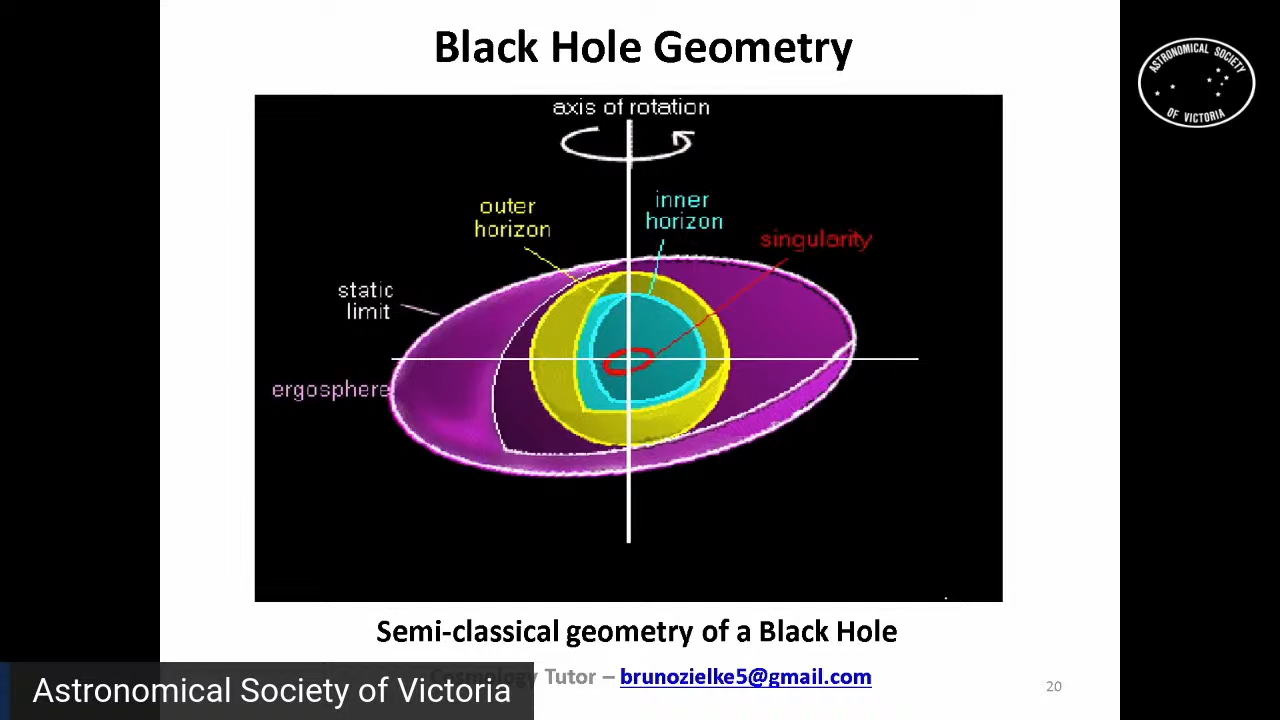 Black Hole Geometry
ASTRONOMICAL SOCIETY
OF VICTORIA
axis of rotation
outer
horizon
inner
horizon
singularity
static
limit
ergosphere
Semi-classical geometry of a Black Hole
Tutor – brunozielke5@gmail.com
20
Astronomical Society of Victoria